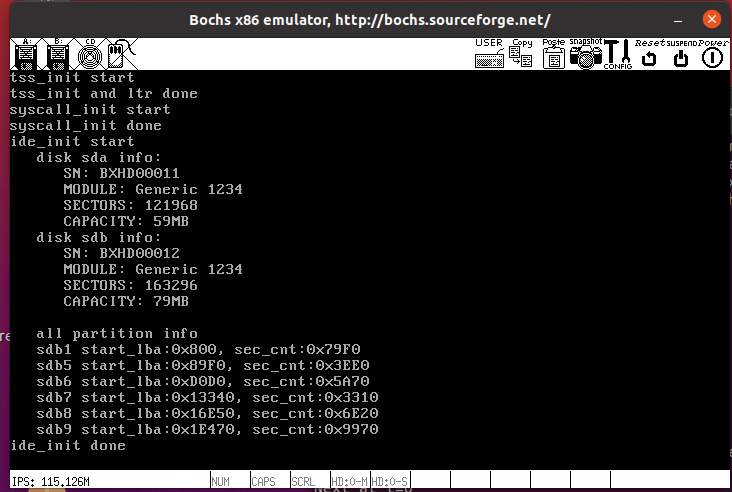 Bochs x86 emulator, http://bochs.sourceforge.net/
A: B: CD USER Copy Paste snapshot CONFIG Reset SUSPEND Power
tss_init start
tss_init and ltr done
syscall_init start
syscall_init done
ide_init start
disk sda info:
SN: BXHD00011
MODULE: Generic 1234
SECTORS: 121968
CAPACITY: 59MB
disk sdb info:
SN: BXHD00012
MODULE: Generic 1234
SECTORS: 163296
CAPACITY: 79MB
all partition info
sdb1 start_lba:0x800, sec_cnt:0x79F0
sdb5 start_lba:0x89F0, sec_cnt:0x3EE0
sdb6 start_lba:0xD0D0, sec_cnt:0x5A70
sdb7 start_lba:0x13340, sec_cnt:0x3310
sdb8 start_lba:0x16E50, sec_cnt:0x6E20
sdb9 start_lba:0x1E470, sec_cnt:0x9970
ide_init done
IPS: 115.126M NUM CAPS SCRL HD:0-M HD:0-S